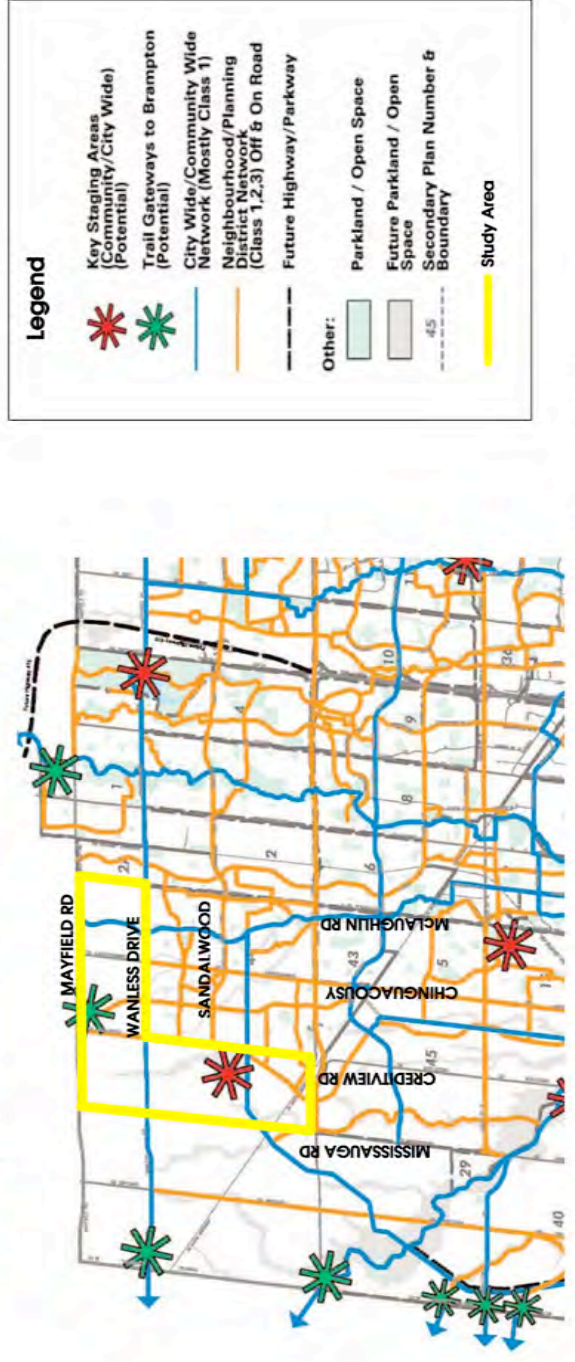 Legend
Key Staging Areas
(Community/City Wide)
(Potential)
Trail Gateways to Brampton
(Potential)
City Wide/Community Wide
Network (Mostly Class 1)
Neighbourhood/Planning
District Network
(Class 1,2,3) Off & On Road
Future Highway/Parkway
Other:
Parkland / Open Space
Future Parkland / Open
Space
45
Secondary Plan Number &
Boundary
Study Area
MAYFIELD RD
WANLESS DRIVE
SANDALWOOD
McLAUGHLIN RD
CHINGUACOUSY
CREDITVIEW RD
MISSISSAUGA RD
1
2
2
4
6
8
9
10
36
43
5
45
29
40